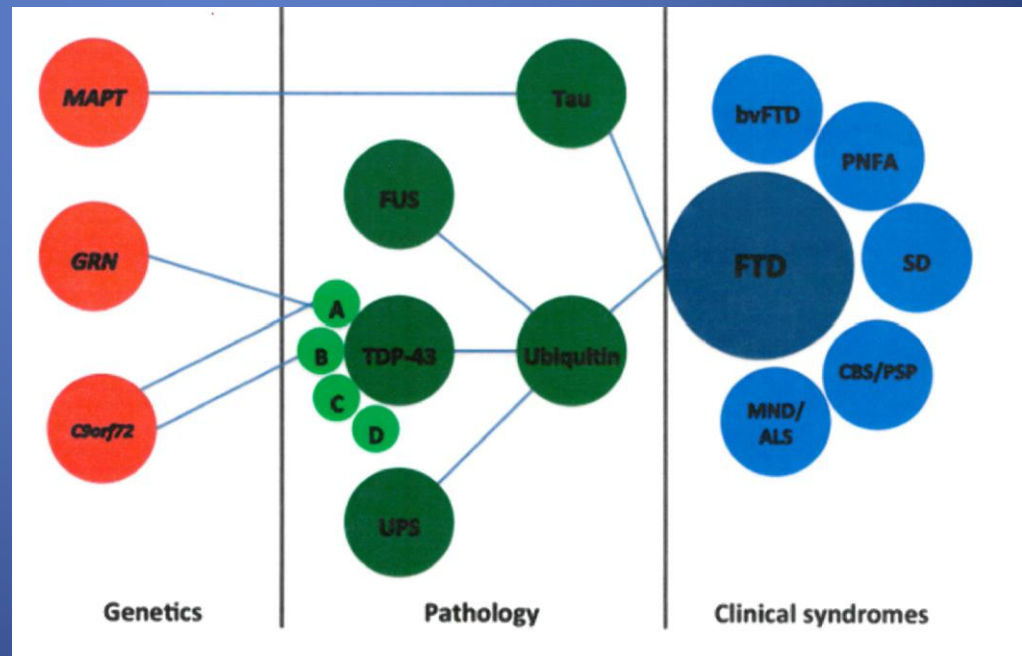 MAPT
GRN
C9orf72
Genetics
Tau
FUS
A
B
C
D
TDP-43
Ubiquitin
UPS
Pathology
bvFTD
PNFA
SD
FTD
CBS/PSP
MND/
ALS
Clinical syndromes